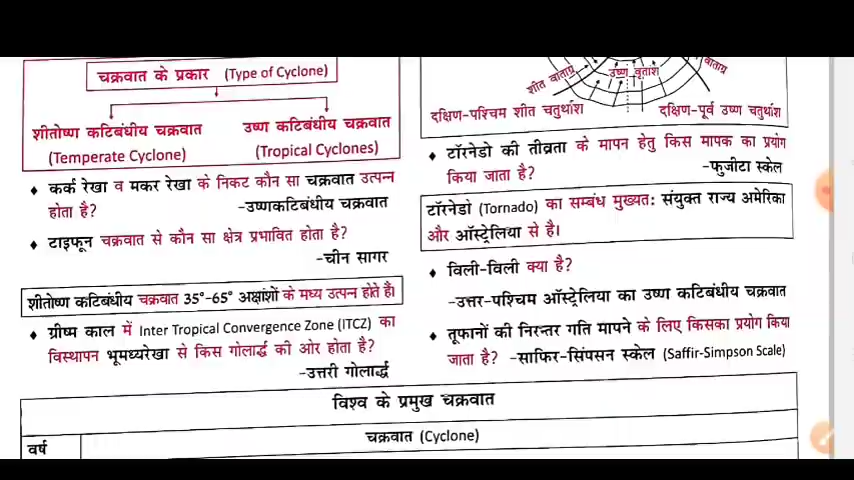 चक्रवात के प्रकार (Type of Cyclone)
शीतोष्ण कटिबंधीय चक्रवात
(Temperate Cyclone)
उष्ण कटिबंधीय चक्रवात
(Tropical Cyclones)
♦ कर्क रेखा व मकर रेखा के निकट कौन सा चक्रवात उत्पन्न
होता है? -उष्णकटिबंधीय चक्रवात
♦ टाइफून चक्रवात से कौन सा क्षेत्र प्रभावित होता है?
-चीन सागर
शीतोष्ण कटिबंधीय चक्रवात 35°-65° अक्षांशों के मध्य उत्पन्न होते हैं।
♦ ग्रीष्म काल में Inter Tropical Convergence Zone (ITCZ) का
विस्थापन भूमध्यरेखा से किस गोलार्द्ध की ओर होता है?
-उत्तरी गोलार्द्ध
शीत वाताग्र
उष्ण वृतांश
वाताग्र
दक्षिण-पश्चिम शीत चतुर्थांश
दक्षिण-पूर्व उष्ण चतुर्थांश
♦ टॉरनेडो की तीव्रता के मापन हेतु किस मापक का प्रयोग
किया जाता है? -फुजीटा स्केल
टॉरनेडो (Tornado) का सम्बंध मुख्यतः संयुक्त राज्य अमेरिका
और ऑस्ट्रेलिया से है।
♦ विली-विली क्या है?
-उत्तर-पश्चिम ऑस्ट्रेलिया का उष्ण कटिबंधीय चक्रवात
♦ तूफानों की निरन्तर गति मापने के लिए किसका प्रयोग किया
जाता है? -साफिर-सिंपसन स्केल (Saffir-Simpson Scale)
विश्व के प्रमुख चक्रवात
वर्ष
चक्रवात (Cyclone)